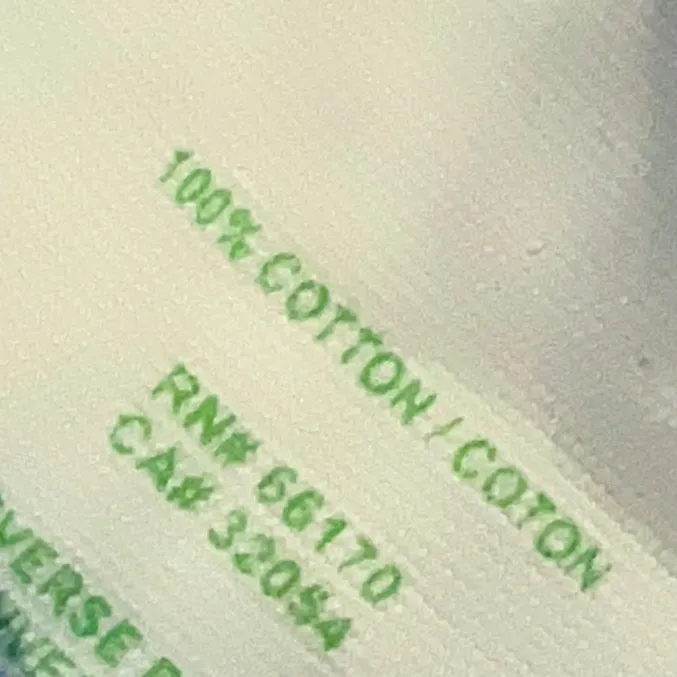 100% COTTON / COTON
RN# 66170
CA# 32054
VERSE